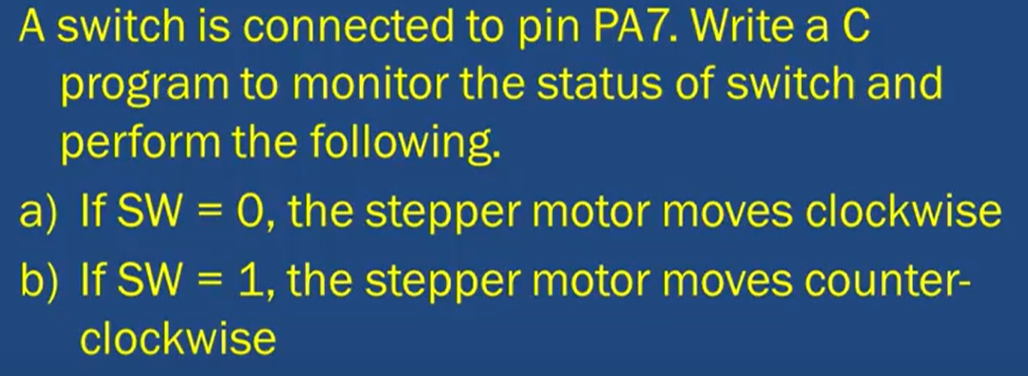 A switch is connected to pin PA7. Write a C
program to monitor the status of switch and
perform the following.
a) If SW = 0, the stepper motor moves clockwise
b) If SW = 1, the stepper motor moves counter-
clockwise